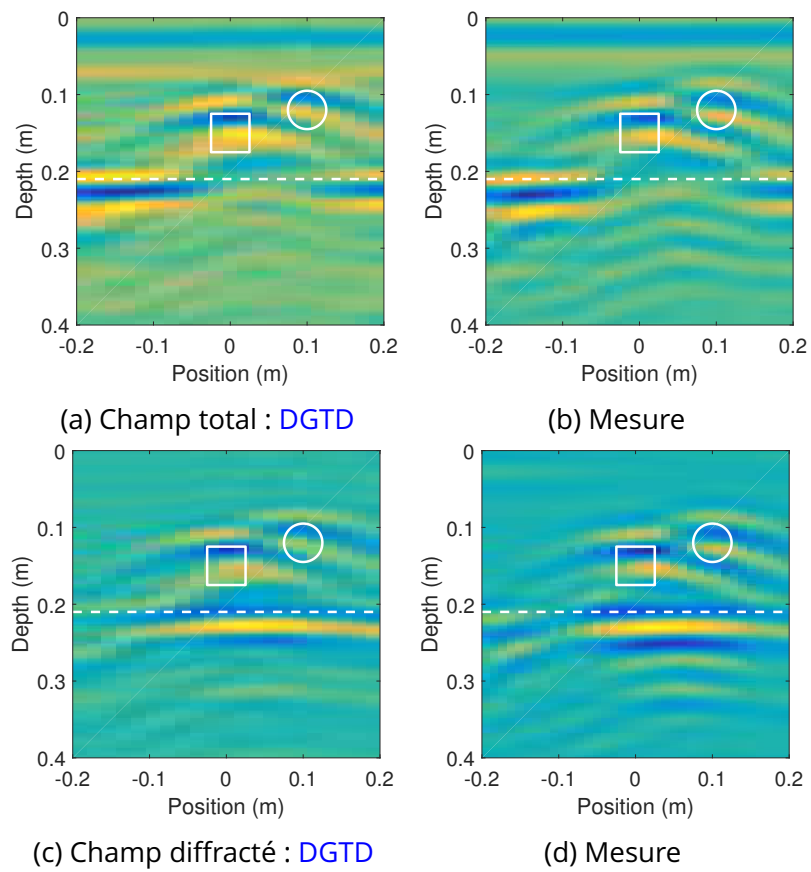 0
0.1
0.2
0.3
0.4
Depth (m)
-0.2 -0.1 0 0.1 0.2
Position (m)
(a) Champ total : DGTD
0
0.1
0.2
0.3
0.4
Depth (m)
-0.2 -0.1 0 0.1 0.2
Position (m)
(b) Mesure
0
0.1
0.2
0.3
0.4
Depth (m)
-0.2 -0.1 0 0.1 0.2
Position (m)
(c) Champ diffracté : DGTD
0
0.1
0.2
0.3
0.4
Depth (m)
-0.2 -0.1 0 0.1 0.2
Position (m)
(d) Mesure